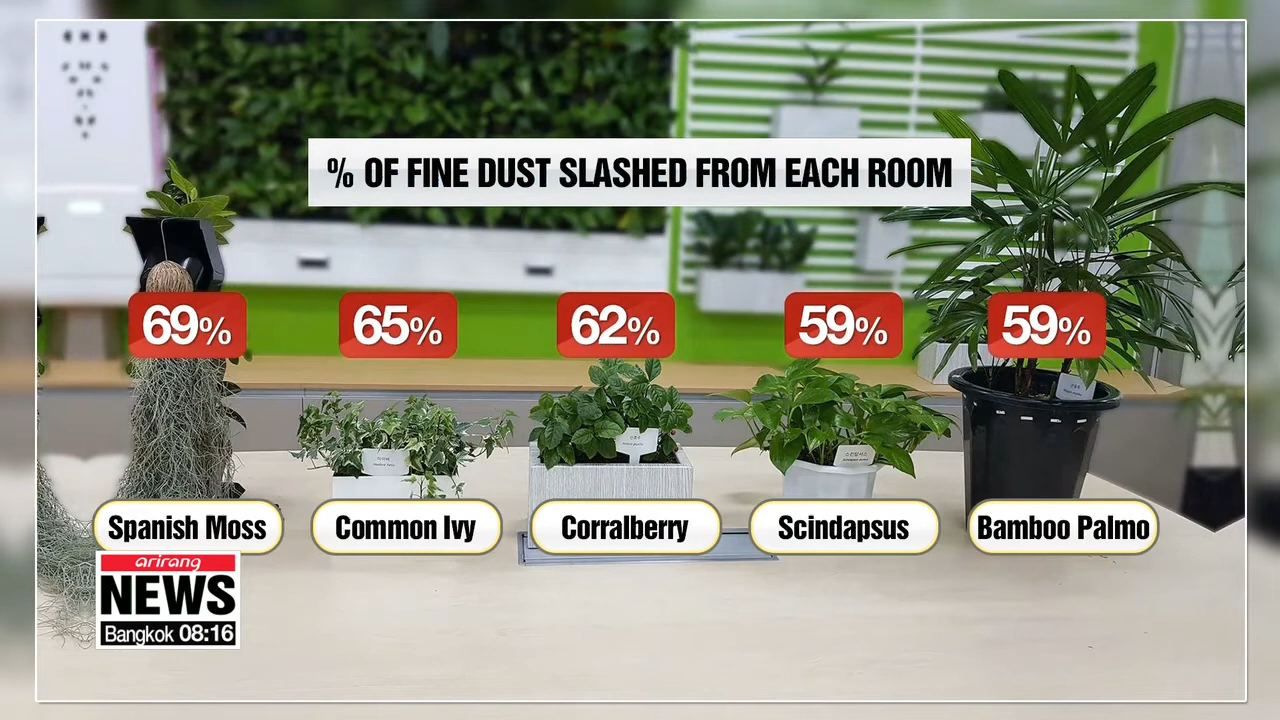 % OF FINE DUST SLASHED FROM EACH ROOM
69% 65% 62% 59% 59%
Spanish Moss Common Ivy Corralberry Scindapsus Bamboo Palmo
arirang
NEWS
Bangkok 08:16